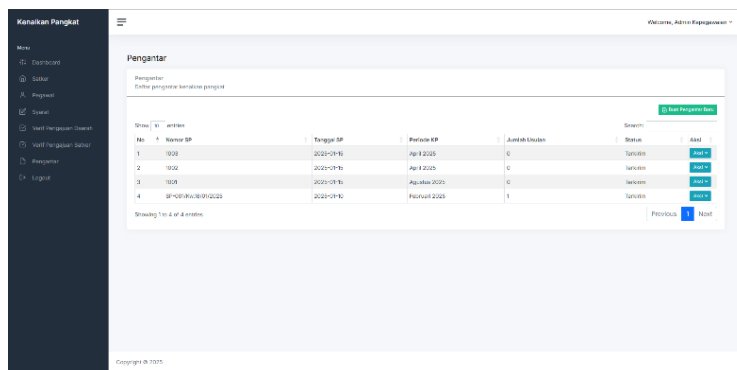 Kenaikan Pangkat
Welcome, Admin Kepegawaian
Menu
Dashboard
Satker
Pegawai
Syarat
Verif Pengajuan Daerah
Verif Pengajuan Satker
Pengantar
Logout
Pengantar
Pengantar
Daftar pengantar kenaikan pangkat
Buat Pengantar Baru
Show 10 entries
Search:
No Nomor SP Tanggal SP Periode KP Jumlah Usulan Status Aksi
1 1003 2025-01-15 April 2025 0 Terkirim Aksi
2 1002 2025-01-15 April 2025 0 Terkirim Aksi
3 1001 2025-01-15 Agustus 2025 0 Terkirim Aksi
4 2025-01-10 Februari 2025 1 Terkirim Aksi
Showing 1 to 4 of 4 entries
Previous 1 Next
Copyright © 2025